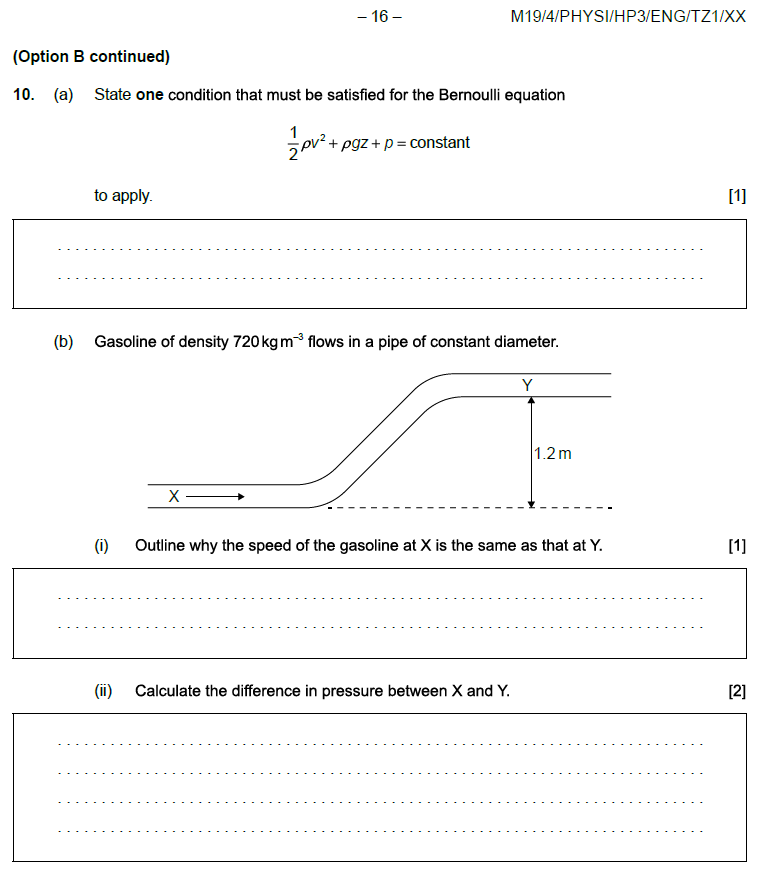 – 16 –
M19/4/PHYSI/HP3/ENG/TZ1/XX
(Option B continued)
10. (a) State one condition that must be satisfied for the Bernoulli equation
1/2 ρv² + ρgz + p = constant
to apply. [1]
(b) Gasoline of density 720 kg m⁻³ flows in a pipe of constant diameter.
Y
1.2 m
X
(i) Outline why the speed of the gasoline at X is the same as that at Y. [1]
(ii) Calculate the difference in pressure between X and Y. [2]